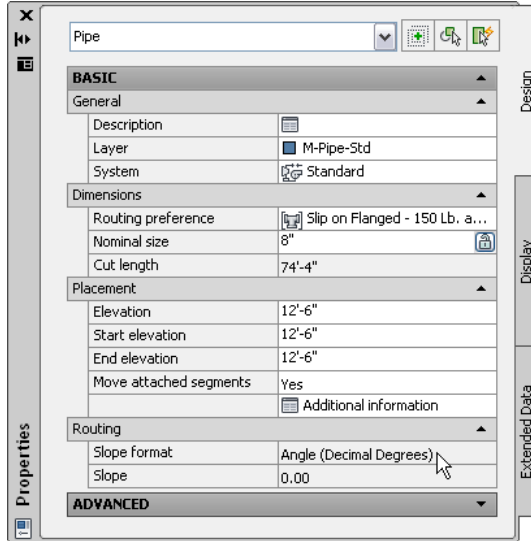 Pipe
BASIC
General
Description
Layer M-Pipe-Std
System Standard
Dimensions
Routing preference Slip on Flanged - 150 Lb. a...
Nominal size 8"
Cut length 74'-4"
Placement
Elevation 12'-6"
Start elevation 12'-6"
End elevation 12'-6"
Move attached segments Yes
Additional information
Routing
Slope format Angle (Decimal Degrees)
Slope 0.00
ADVANCED
Properties
Design
Display
Extended Data